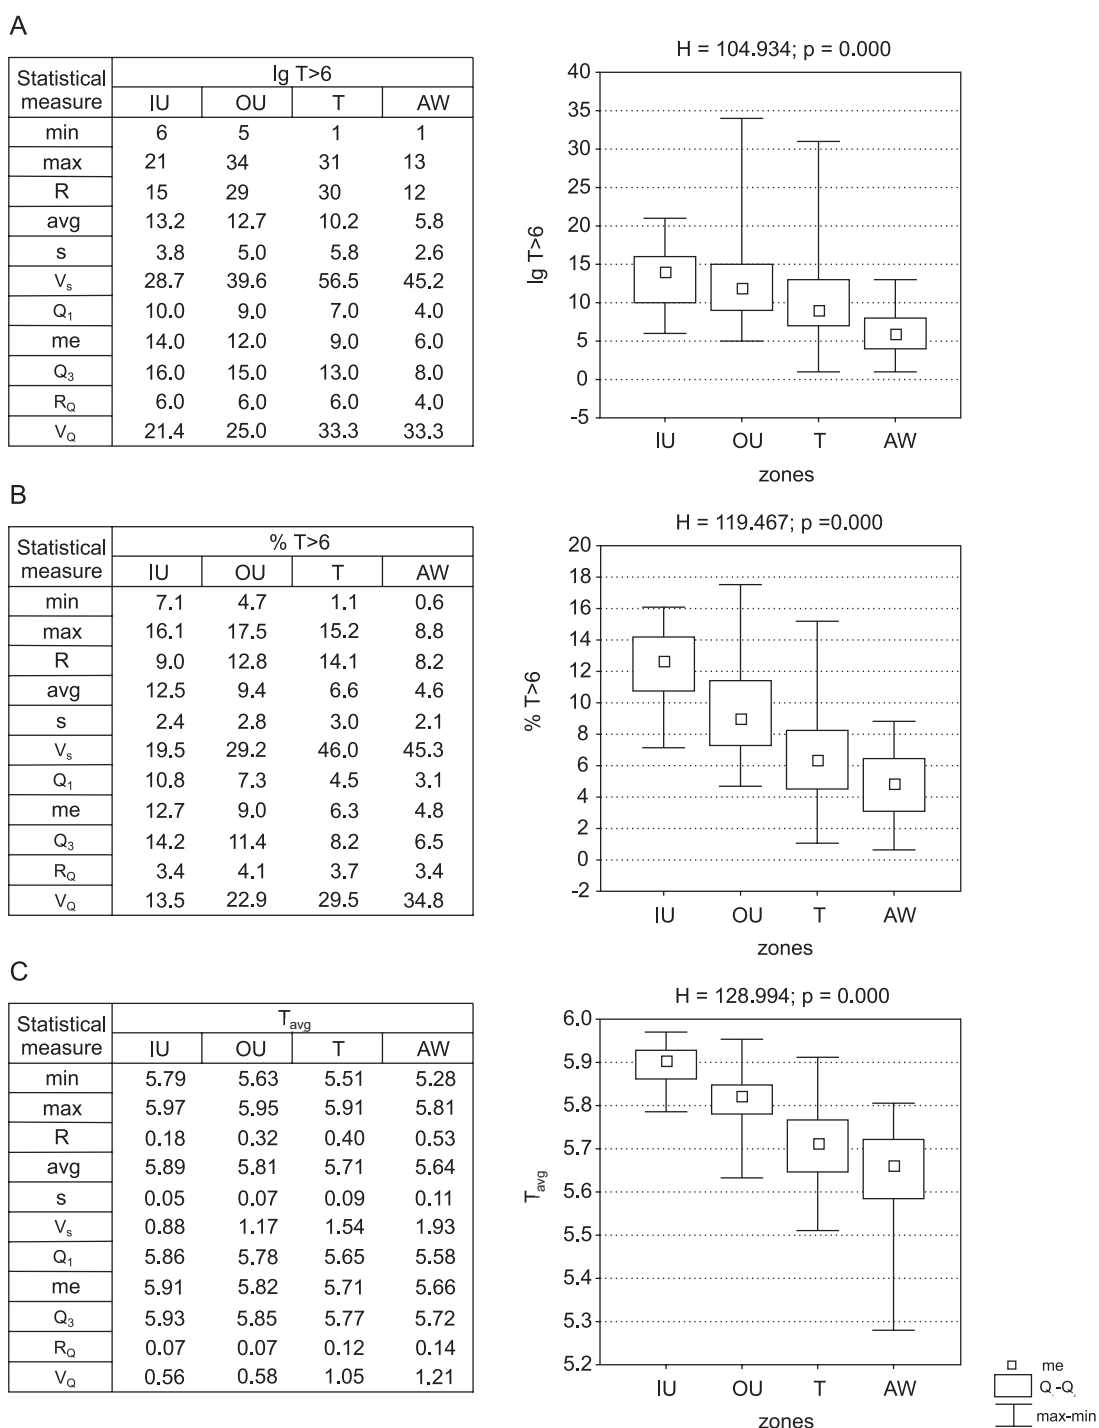 A
Statistical measure | lg T>6
IU | OU | T | AW
min | 6 | 5 | 1 | 1
max | 21 | 34 | 31 | 13
R | 15 | 29 | 30 | 12
avg | 13.2 | 12.7 | 10.2 | 5.8
s | 3.8 | 5.0 | 5.8 | 2.6
Vs | 28.7 | 39.6 | 56.5 | 45.2
Q1 | 10.0 | 9.0 | 7.0 | 4.0
me | 14.0 | 12.0 | 9.0 | 6.0
Q3 | 16.0 | 15.0 | 13.0 | 8.0
RQ | 6.0 | 6.0 | 6.0 | 4.0
VQ | 21.4 | 25.0 | 33.3 | 33.3
H = 104.934; p = 0.000
lg T>6
40
35
30
25
20
15
10
5
0
-5
IU OU T AW
zones
B
Statistical measure | % T>6
IU | OU | T | AW
min | 7.1 | 4.7 | 1.1 | 0.6
max | 16.1 | 17.5 | 15.2 | 8.8
R | 9.0 | 12.8 | 14.1 | 8.2
avg | 12.5 | 9.4 | 6.6 | 4.6
s | 2.4 | 2.8 | 3.0 | 2.1
Vs | 19.5 | 29.2 | 46.0 | 45.3
Q1 | 10.8 | 7.3 | 4.5 | 3.1
me | 12.7 | 9.0 | 6.3 | 4.8
Q3 | 14.2 | 11.4 | 8.2 | 6.5
RQ | 3.4 | 4.1 | 3.7 | 3.4
VQ | 13.5 | 22.9 | 29.5 | 34.8
H = 119.467; p =0.000
% T>6
20
18
16
14
12
10
8
6
4
2
0
-2
IU OU T AW
zones
C
Statistical measure | Tavg
IU | OU | T | AW
min | 5.79 | 5.63 | 5.51 | 5.28
max | 5.97 | 5.95 | 5.91 | 5.81
R | 0.18 | 0.32 | 0.40 | 0.53
avg | 5.89 | 5.81 | 5.71 | 5.64
s | 0.05 | 0.07 | 0.09 | 0.11
Vs | 0.88 | 1.17 | 1.54 | 1.93
Q1 | 5.86 | 5.78 | 5.65 | 5.58
me | 5.91 | 5.82 | 5.71 | 5.66
Q3 | 5.93 | 5.85 | 5.77 | 5.72
RQ | 0.07 | 0.07 | 0.12 | 0.14
VQ | 0.56 | 0.58 | 1.05 | 1.21
H = 128.994; p = 0.000
Tavg
6.0
5.9
5.8
5.7
5.6
5.5
5.4
5.3
5.2
IU OU T AW
zones
me
Q-Q
max-min